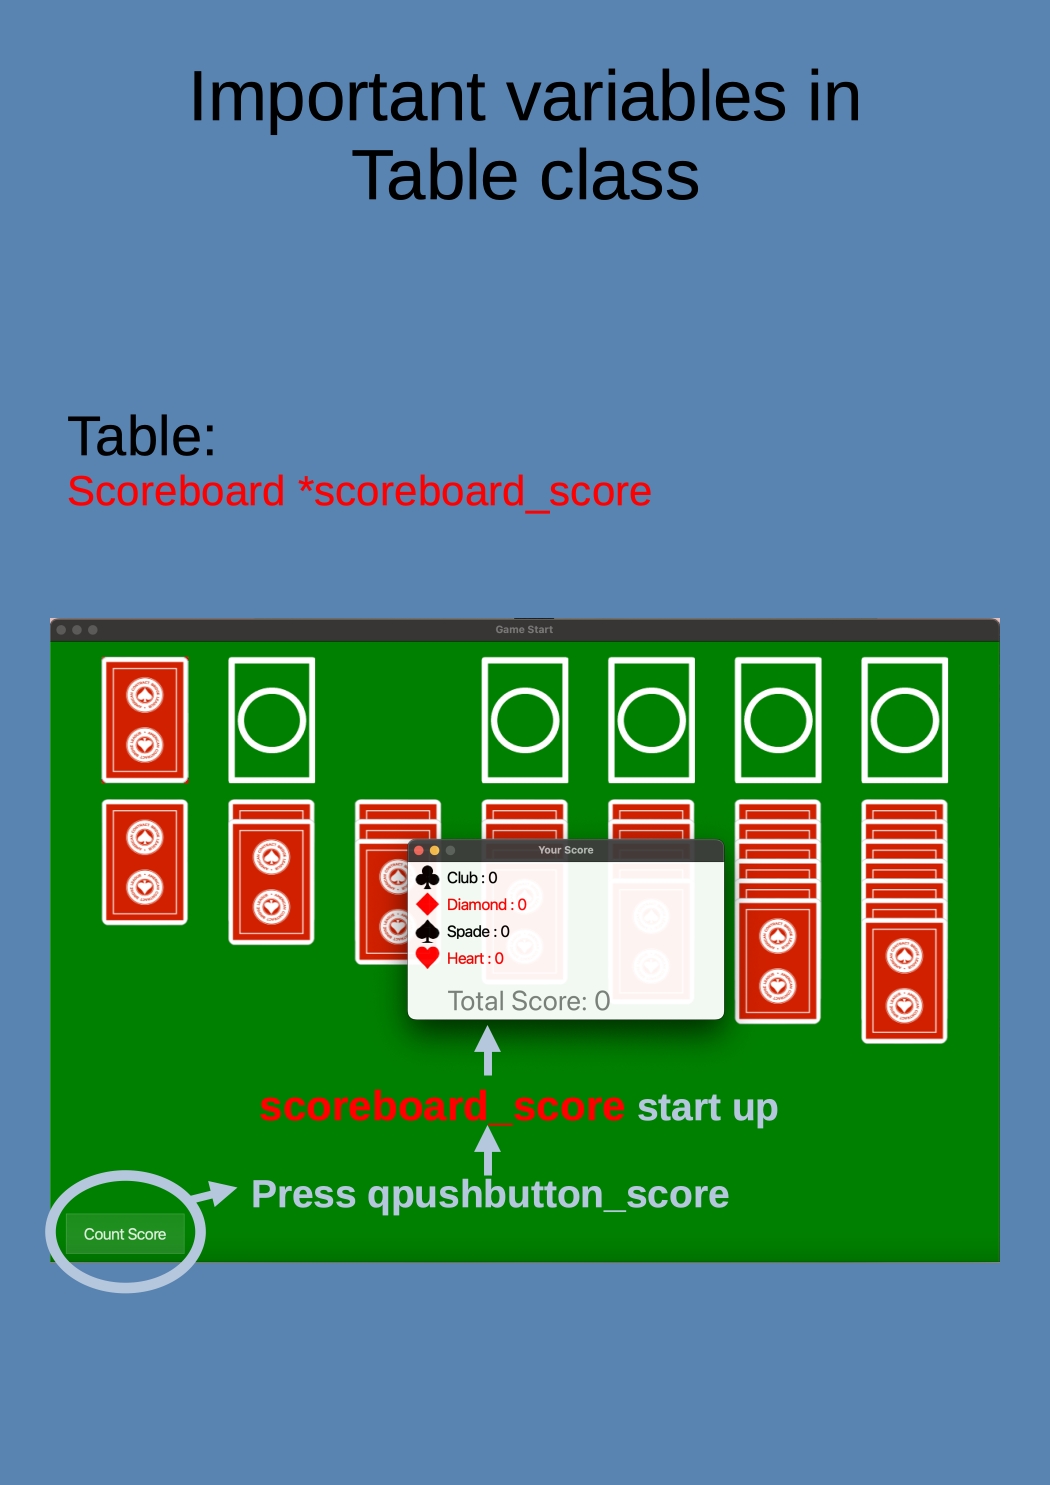 Important variables in
Table class
Table:
Scoreboard *scoreboard_score
Game Start
Your Score
Club : 0
Diamond : 0
Spade : 0
Heart : 0
Total Score: 0
scoreboard_score start up
Press qpushbutton_score
Count Score